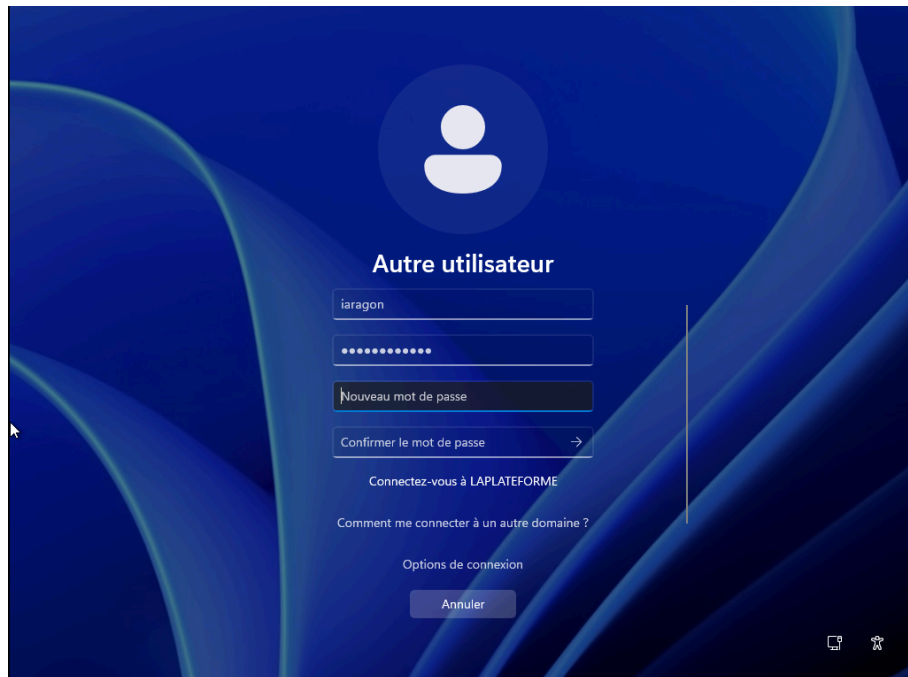 Autre utilisateur
iaragon
Nouveau mot de passe
Confirmer le mot de passe
Connectez-vous à LAPLATEFORME
Comment me connecter à un autre domaine ?
Options de connexion
Annuler